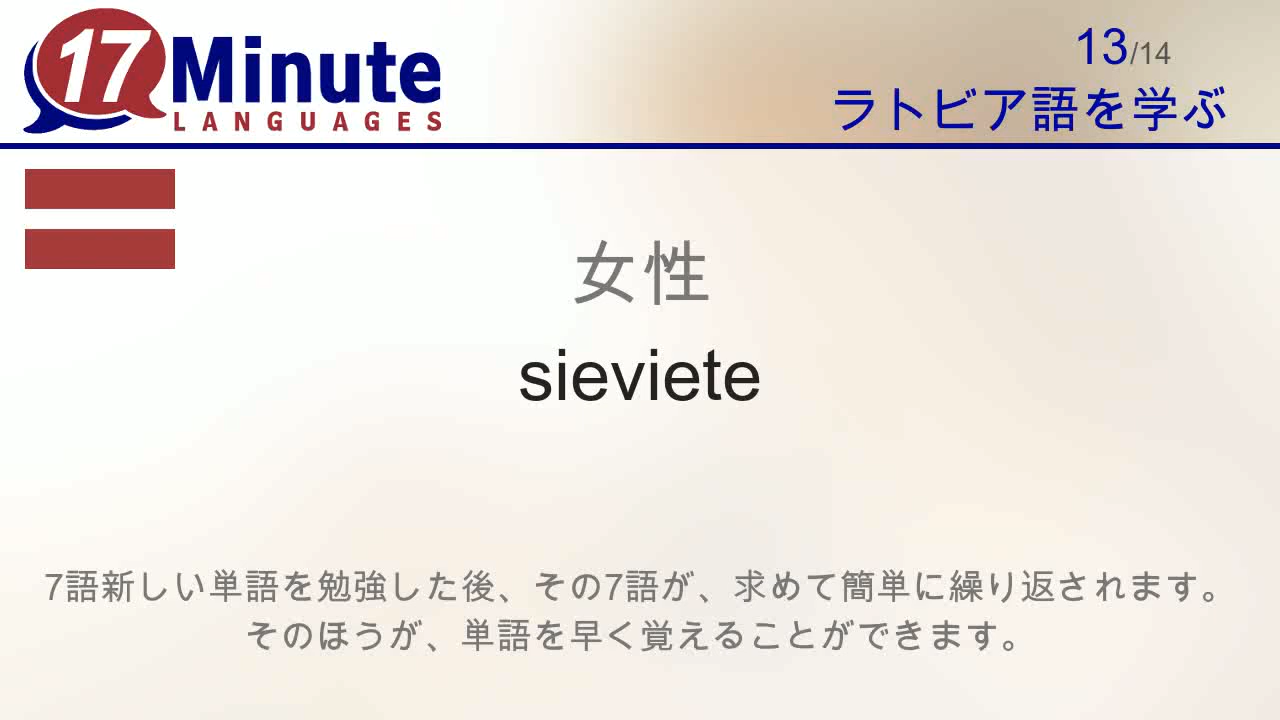 17 Minute
LANGUAGES
13/14
ラトビア語を学ぶ
女性
sieviete
7語新しい単語を勉強した後、その7語が、求めて簡単に繰り返されます。
そのほうが、単語を早く覚えることができます。